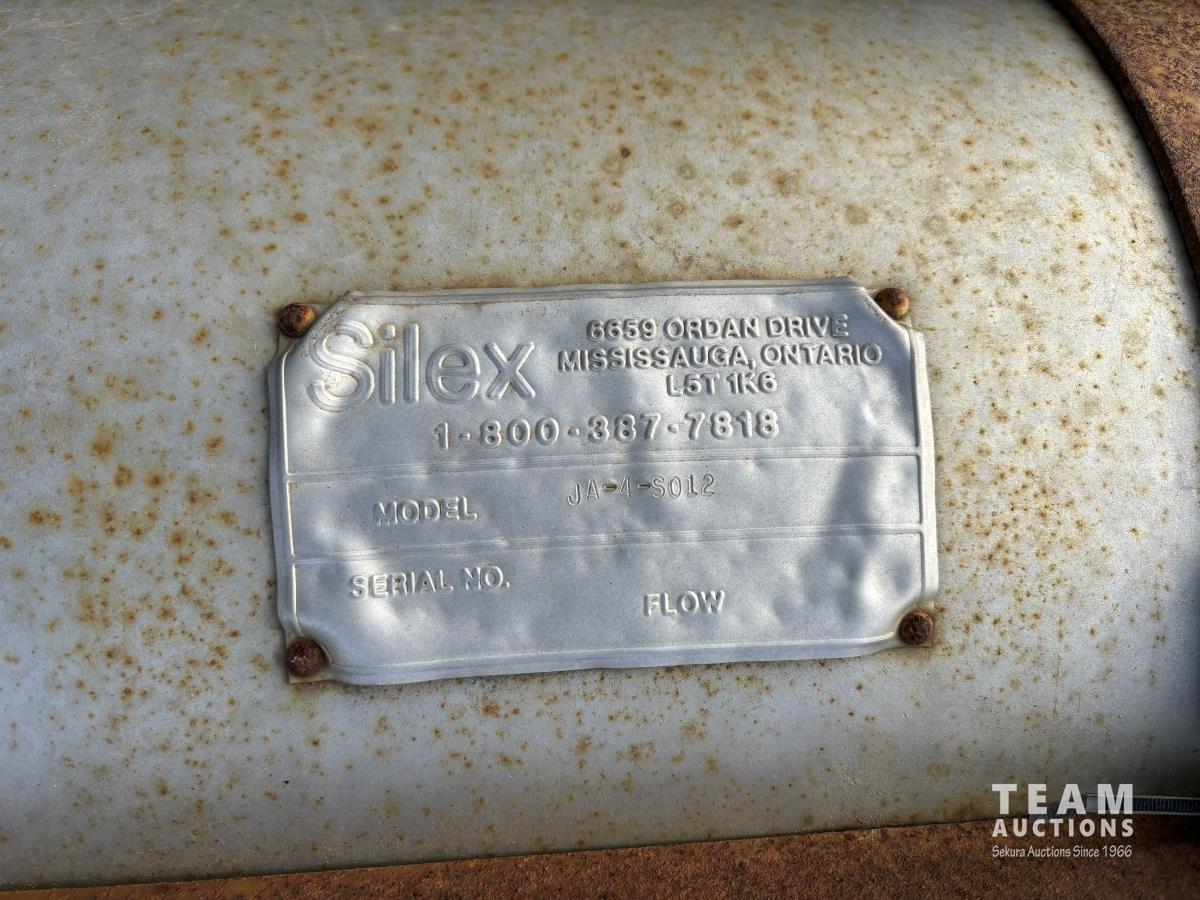 Silex
6659 ORDAN DRIVE
MISSISSAUGA, ONTARIO
L5T 1K6
1-800-387-7818
MODEL JA-4-S012
SERIAL NO.
FLOW
TEAM
AUCTIONS
Sekura Auctions Since 1966